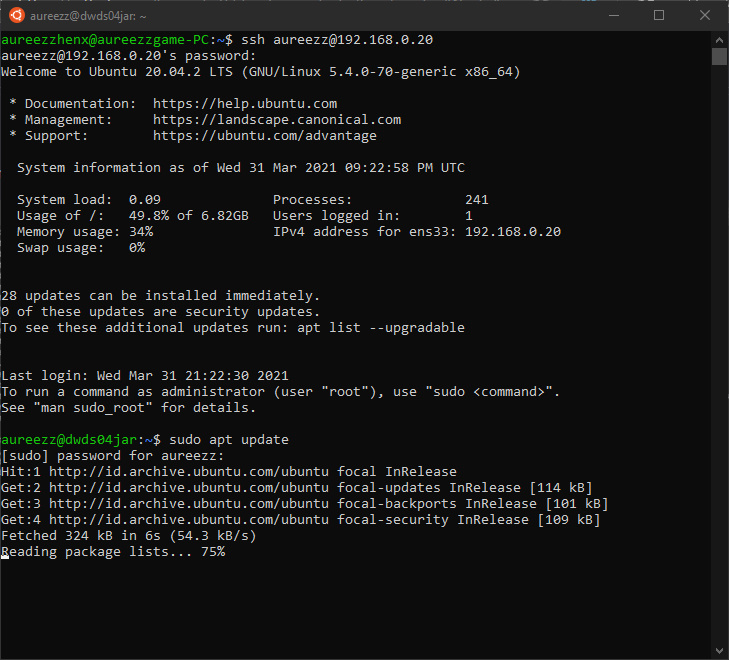 aureezz@dwds04jar: ~
aureezzhenx@aureezzgame-PC:~$ ssh aureezz@192.168.0.20
aureezz@192.168.0.20's password:
Welcome to Ubuntu 20.04.2 LTS (GNU/Linux 5.4.0-70-generic x86_64)
* Documentation:  https://help.ubuntu.com
* Management:     https://landscape.canonical.com
* Support:        https://ubuntu.com/advantage
System information as of Wed 31 Mar 2021 09:22:58 PM UTC
System load:  0.09              Processes:              241
Usage of /:   49.8% of 6.82GB   Users logged in:        1
Memory usage: 34%               IPv4 address for ens33: 192.168.0.20
Swap usage:   0%
28 updates can be installed immediately.
0 of these updates are security updates.
To see these additional updates run: apt list --upgradable
Last login: Wed Mar 31 21:22:30 2021
To run a command as administrator (user "root"), use "sudo <command>".
See "man sudo_root" for details.
aureezz@dwds04jar:~$ sudo apt update
[sudo] password for aureezz:
Hit:1 http://id.archive.ubuntu.com/ubuntu focal InRelease
Get:2 http://id.archive.ubuntu.com/ubuntu focal-updates InRelease [114 kB]
Get:3 http://id.archive.ubuntu.com/ubuntu focal-backports InRelease [101 kB]
Get:4 http://id.archive.ubuntu.com/ubuntu focal-security InRelease [109 kB]
Fetched 324 kB in 6s (54.3 kB/s)
Reading package lists... 75%